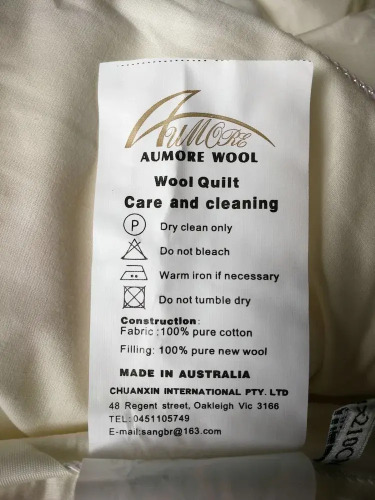 AUMORE
AUMORE WOOL
Wool Quilt
Care and cleaning
P Dry clean only
Do not bleach
Warm iron if necessary
Do not tumble dry
Construction:
Fabric:100% pure cotton
Filling: 100% pure new wool
MADE IN AUSTRALIA
CHUANXIN INTERNATIONAL PTY. LTD
48 Regent street, Oakleigh Vic 3166
TEL:0451105749
E-mail:sangbr@163.com